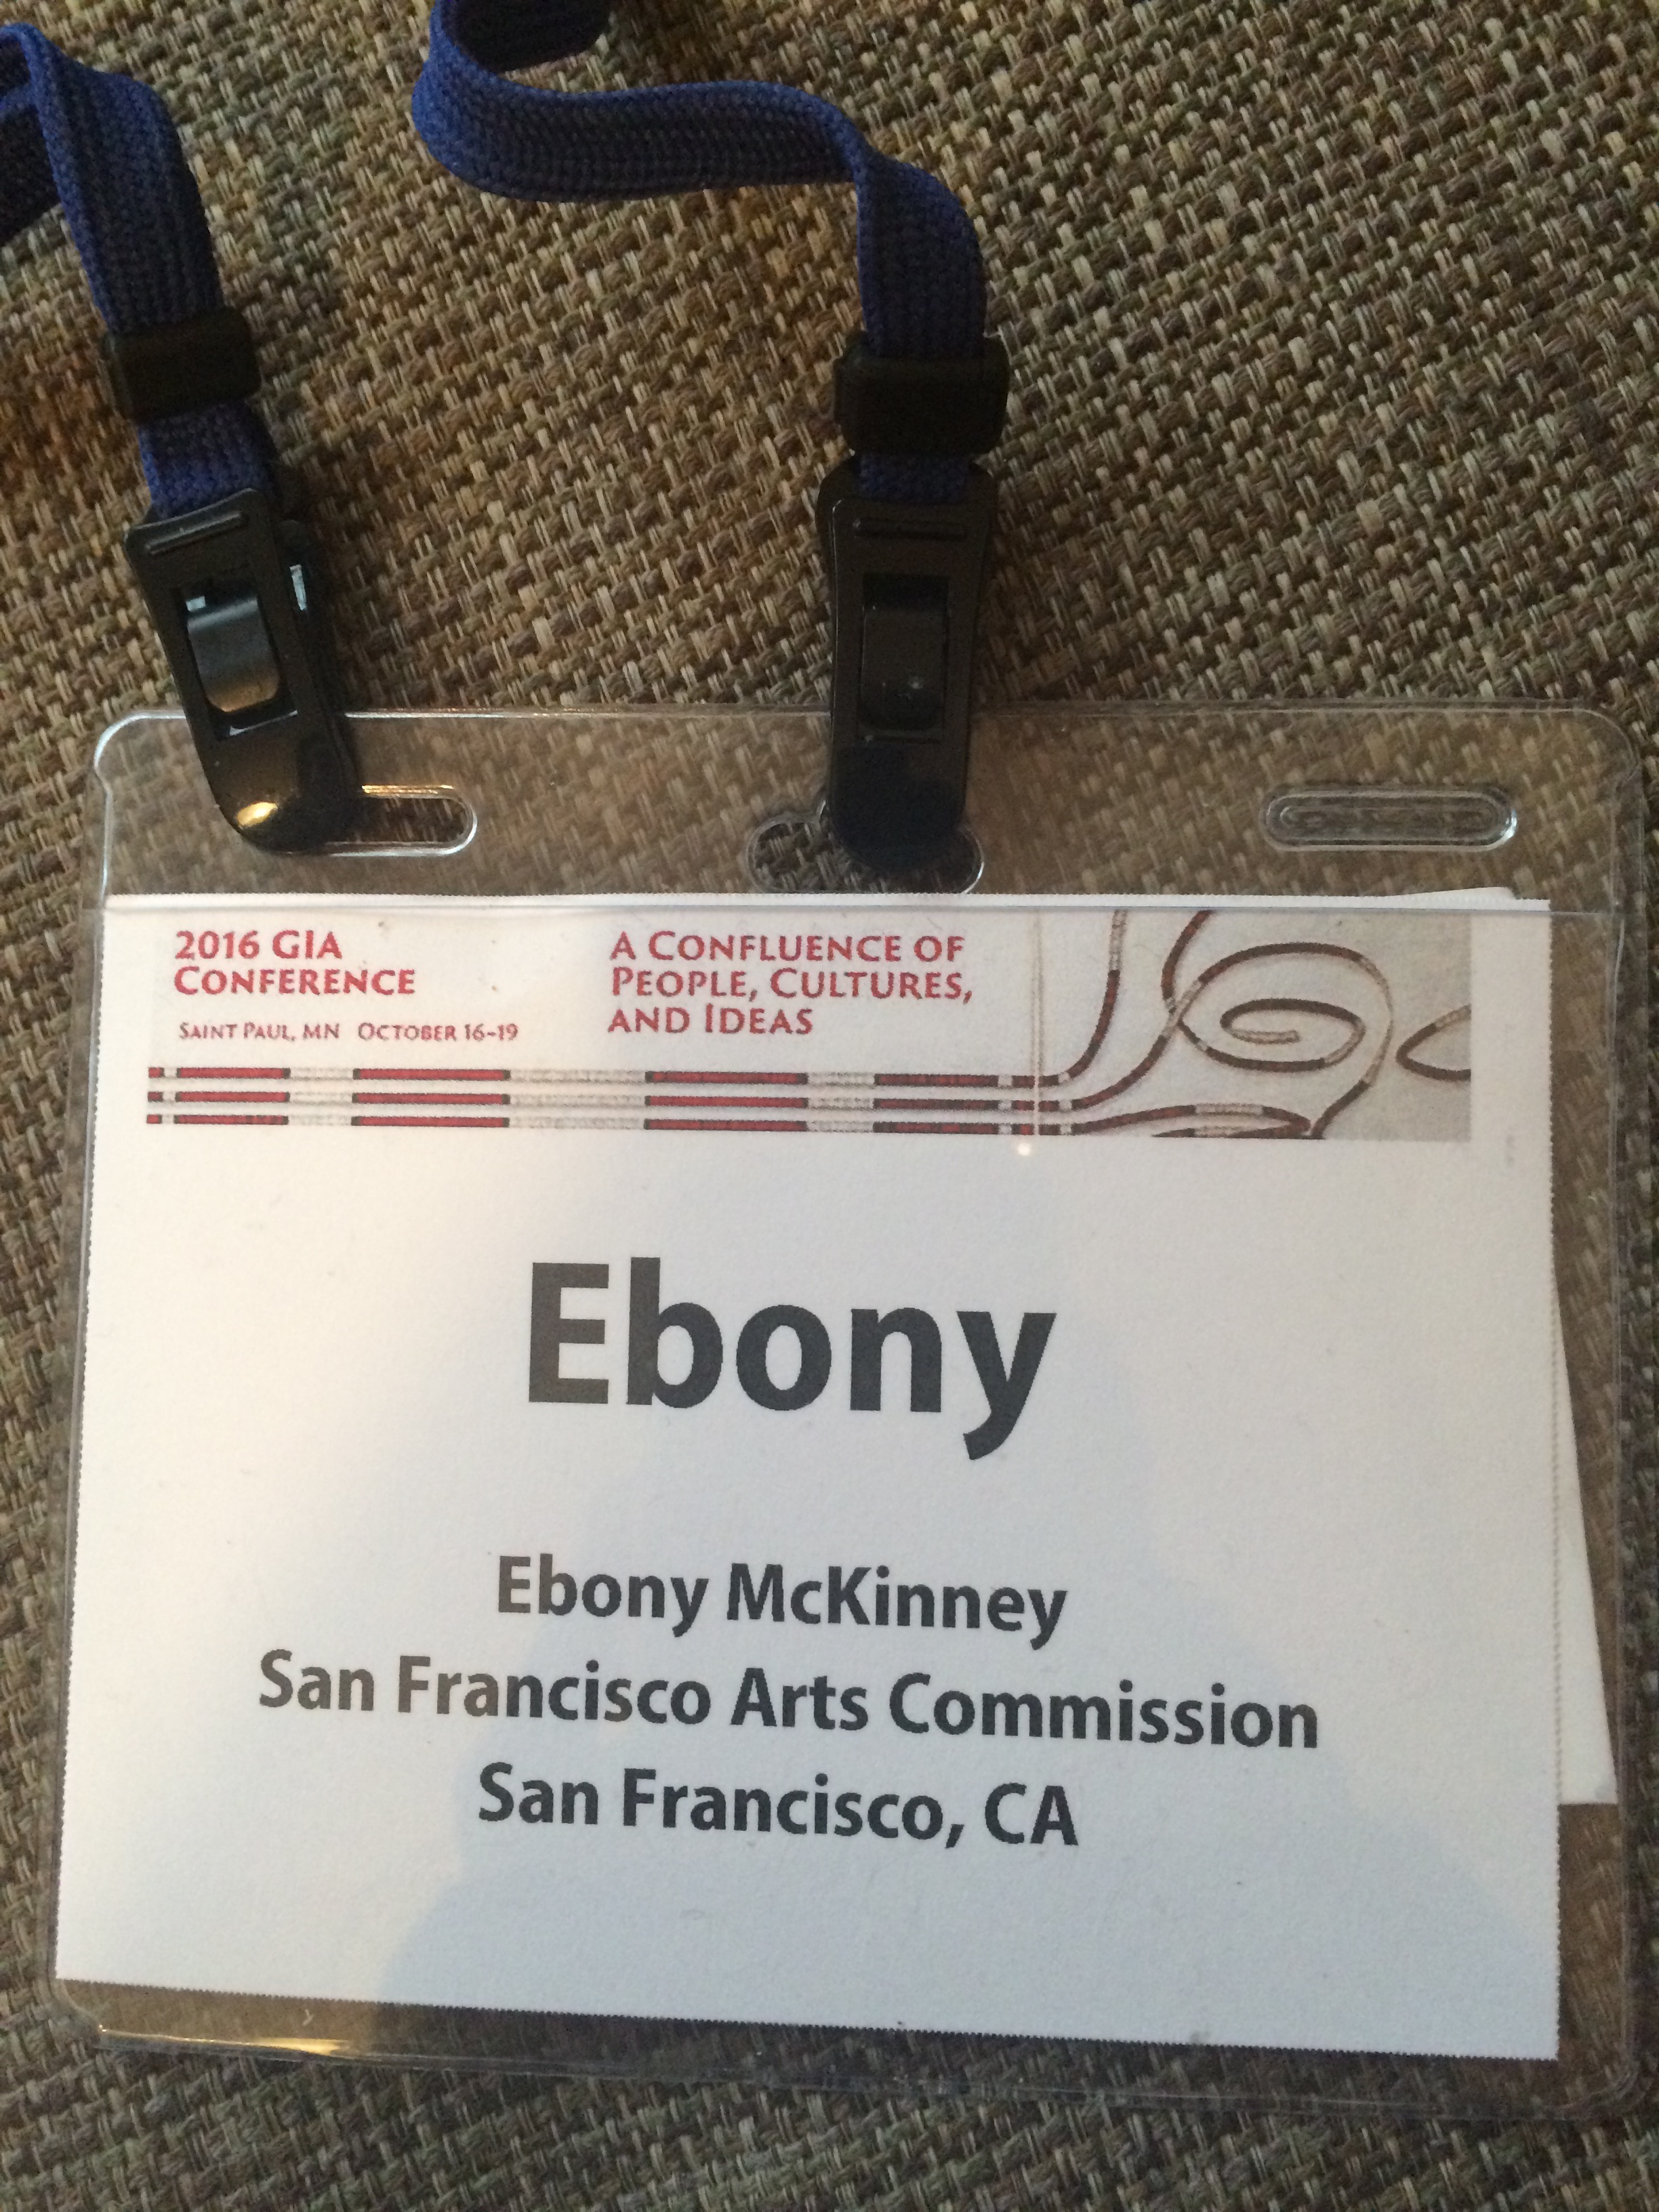 2016 GIA
Conference
Saint Paul, MN October 16-19
A Confluence of
People, Cultures,
and Ideas
Ebony
Ebony McKinney
San Francisco Arts Commission
San Francisco, CA